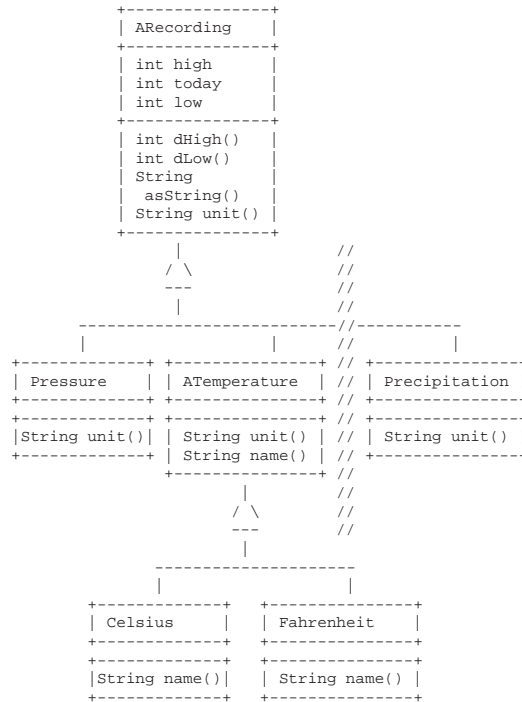 ARecording
int high
int today
int low
int dHigh()
int dLow()
String
asString()
String unit()
Pressure
String unit()
ATemperature
String unit()
String name()
Precipitation
String unit()
Celsius
String name()
Fahrenheit
String name()